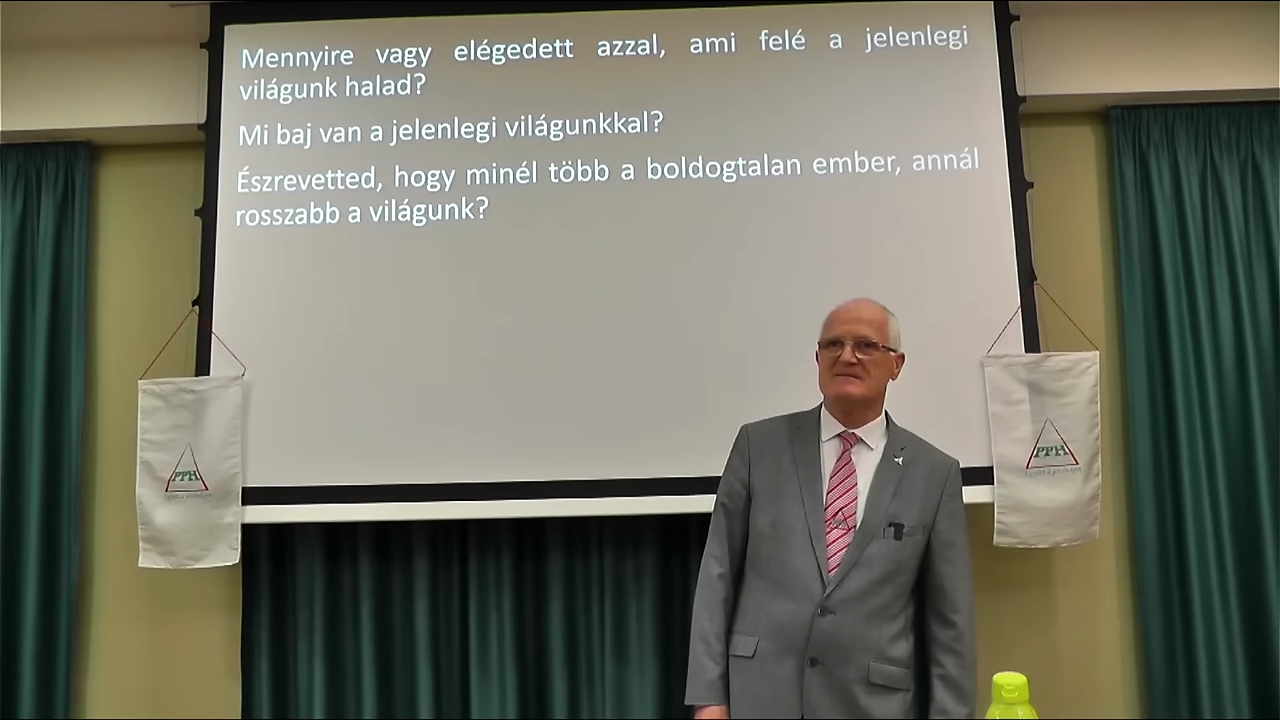 Mennyire vagy elégedett azzal, ami felé a jelenlegi
világunk halad?
Mi baj van a jelenlegi világunkkal?
Észrevetted, hogy minél több a boldogtalan ember, annál
rosszabb a világunk?
PPH
PPH